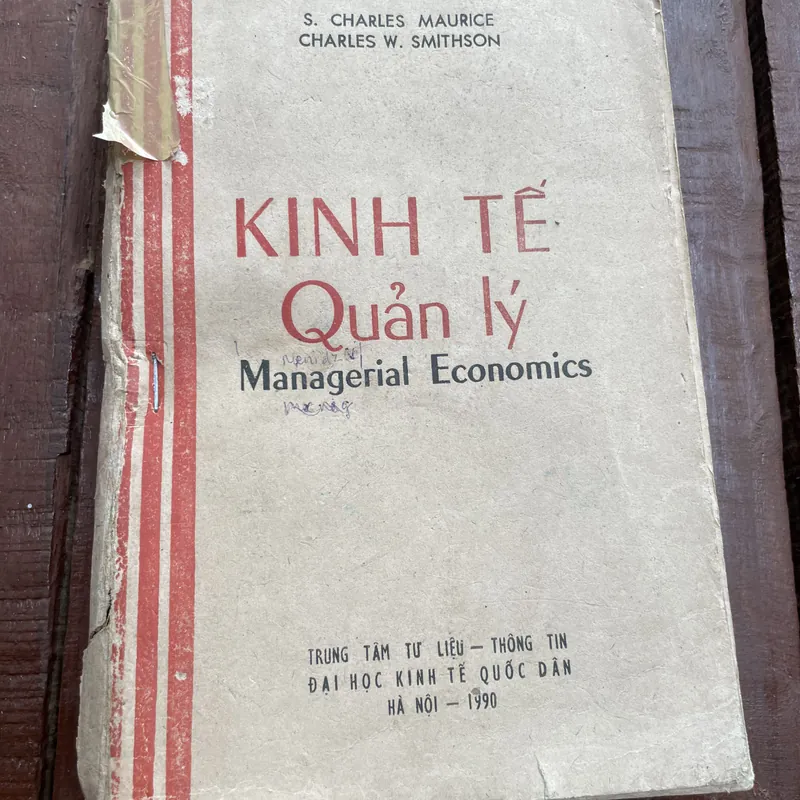 S. CHARLES MAURICE
CHARLES W. SMITHSON
KINH TẾ
Quản lý
Managerial Economics
TRUNG TÂM TƯ LIỆU — THÔNG TIN
ĐẠI HỌC KINH TẾ QUỐC DÂN
HÀ NỘI — 1990